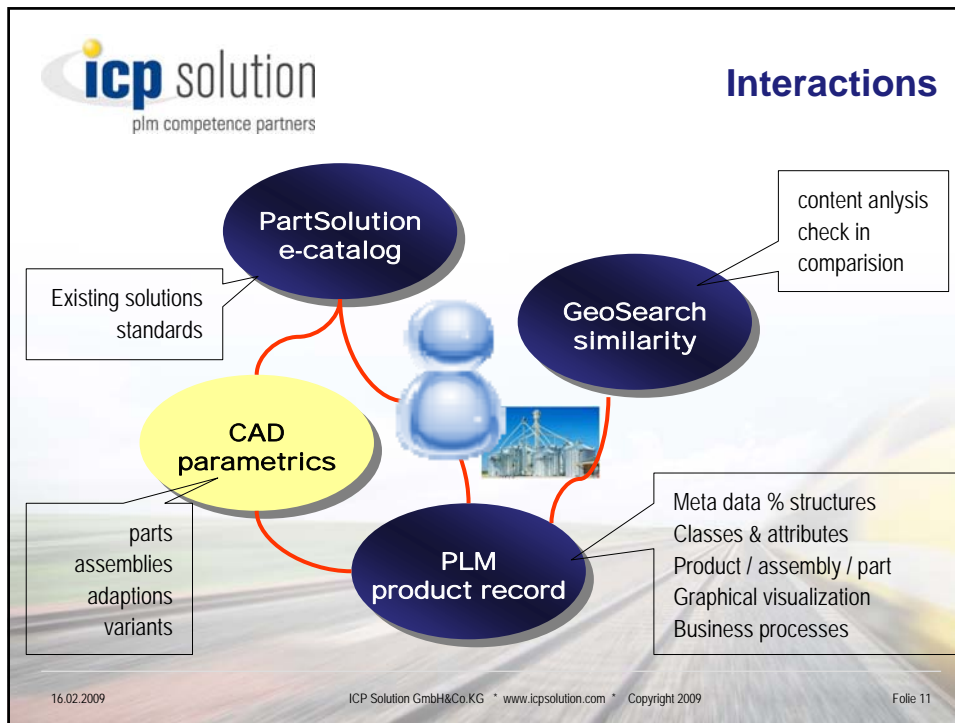 icp solution
plm competence partners
Interactions
PartSolution
e-catalog
content anlysis
check in
comparision
Existing solutions
standards
GeoSearch
similarity
CAD
parametrics
parts
assemblies
adaptions
variants
PLM
product record
Meta data % structures
Classes & attributes
Product / assembly / part
Graphical visualization
Business processes
16.02.2009
ICP Solution GmbH&Co.KG * www.icpsolution.com * Copyright 2009
Folie 11